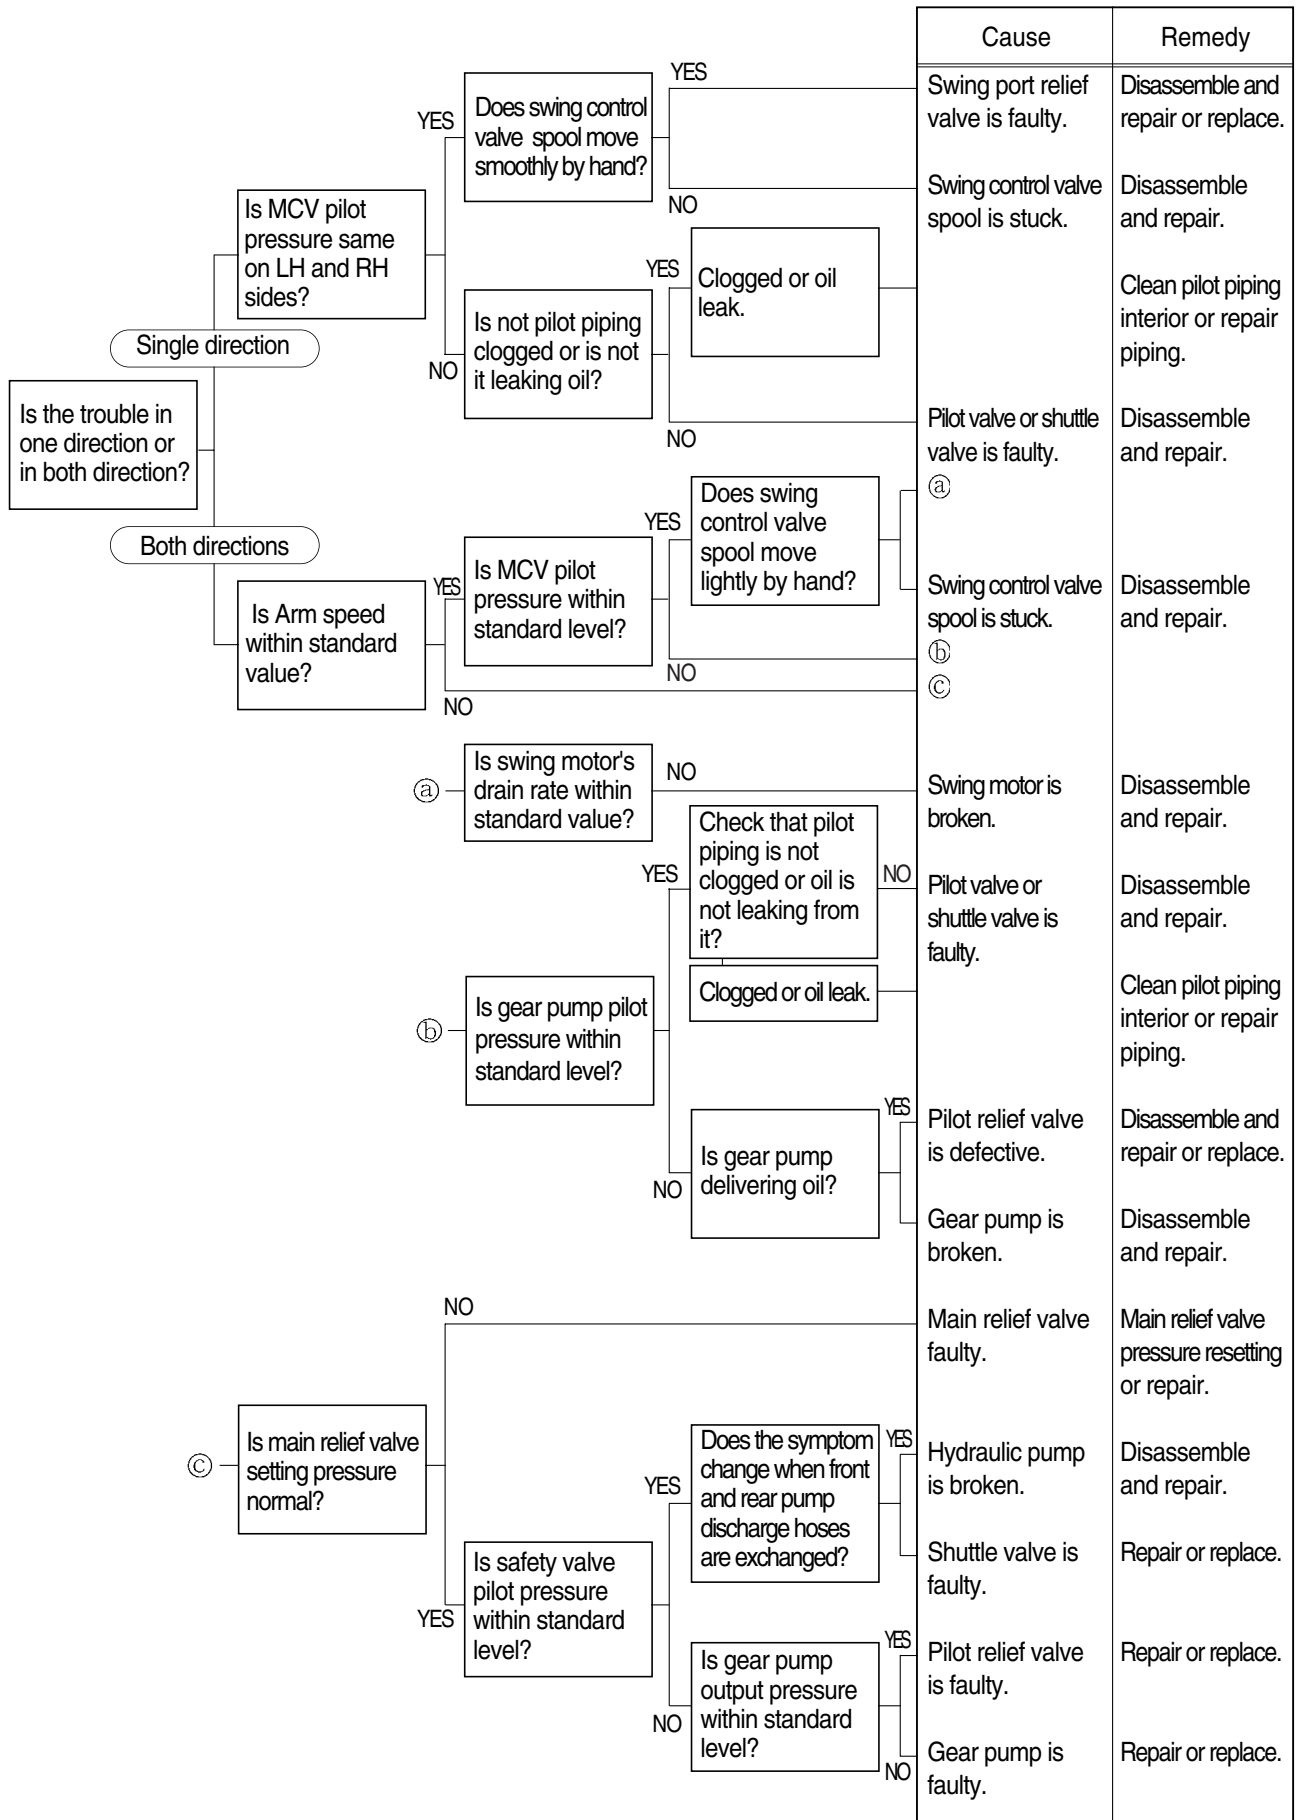 Cause
Remedy
YES
Swing port relief
valve is faulty.
Disassemble and
repair or replace.
YES
Does swing control
valve spool move
smoothly by hand?
NO
Swing control valve
spool is stuck.
Disassemble
and repair.
Is MCV pilot
pressure same
on LH and RH
sides?
YES
Clogged or oil
leak.
Clean pilot piping
interior or repair
piping.
NO
Is not pilot piping
clogged or is not
it leaking oil?
Single direction
NO
Pilot valve or shuttle
valve is faulty.
Disassemble
and repair.
Is the trouble in
one direction or
in both direction?
Both directions
YES
Does swing
control valve
spool move
lightly by hand?
ⓐ
YES
Is MCV pilot
pressure within
standard level?
Swing control valve
spool is stuck.
Disassemble
and repair.
Is Arm speed
within standard
value?
NO
ⓑ
NO
ⓒ
ⓐ
Is swing motor's
drain rate within
standard value?
NO
Swing motor is
broken.
Disassemble
and repair.
YES
Check that pilot
piping is not
clogged or oil is
not leaking from
it?
NO
Pilot valve or
shuttle valve is
faulty.
Disassemble
and repair.
Clogged or oil leak.
Clean pilot piping
interior or repair
piping.
ⓑ
Is gear pump pilot
pressure within
standard level?
NO
Is gear pump
delivering oil?
YES
Pilot relief valve
is defective.
Disassemble and
repair or replace.
Gear pump is
broken.
Disassemble
and repair.
NO
Main relief valve
faulty.
Main relief valve
pressure resetting
or repair.
ⓒ
Is main relief valve
setting pressure
normal?
YES
Does the symptom
change when front
and rear pump
discharge hoses
are exchanged?
YES
Hydraulic pump
is broken.
Disassemble
and repair.
Shuttle valve is
faulty.
Repair or replace.
YES
Is safety valve
pilot pressure
within standard
level?
NO
Is gear pump
output pressure
within standard
level?
YES
Pilot relief valve
is faulty.
Repair or replace.
NO
Gear pump is
faulty.
Repair or replace.